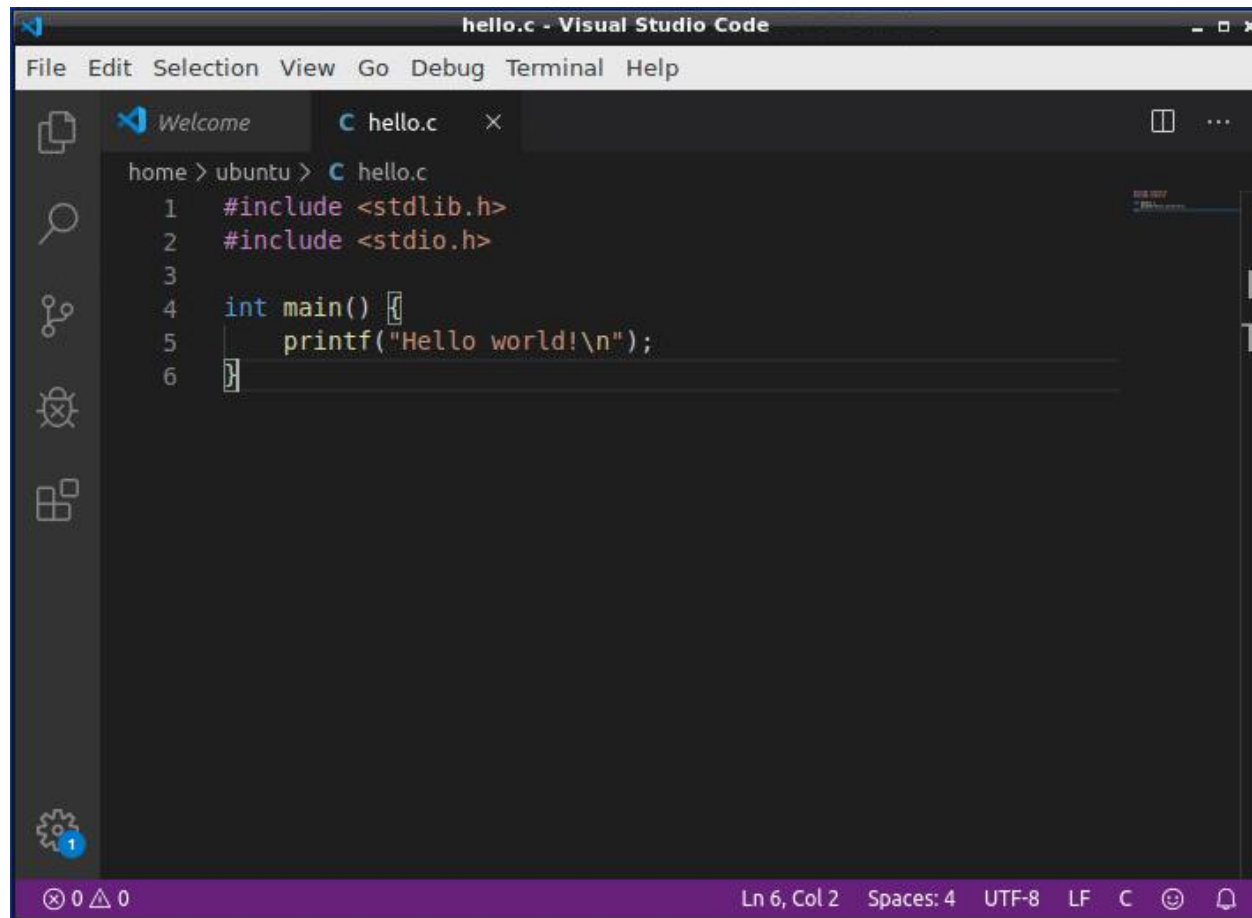 hello.c - Visual Studio Code
File Edit Selection View Go Debug Terminal Help
Welcome C hello.c
home > ubuntu > C hello.c
1 #include <stdlib.h>
2 #include <stdio.h>
3
4 int main() {
5     printf("Hello world!\n");
6 }
1
0 0 Ln 6, Col 2 Spaces: 4 UTF-8 LF C